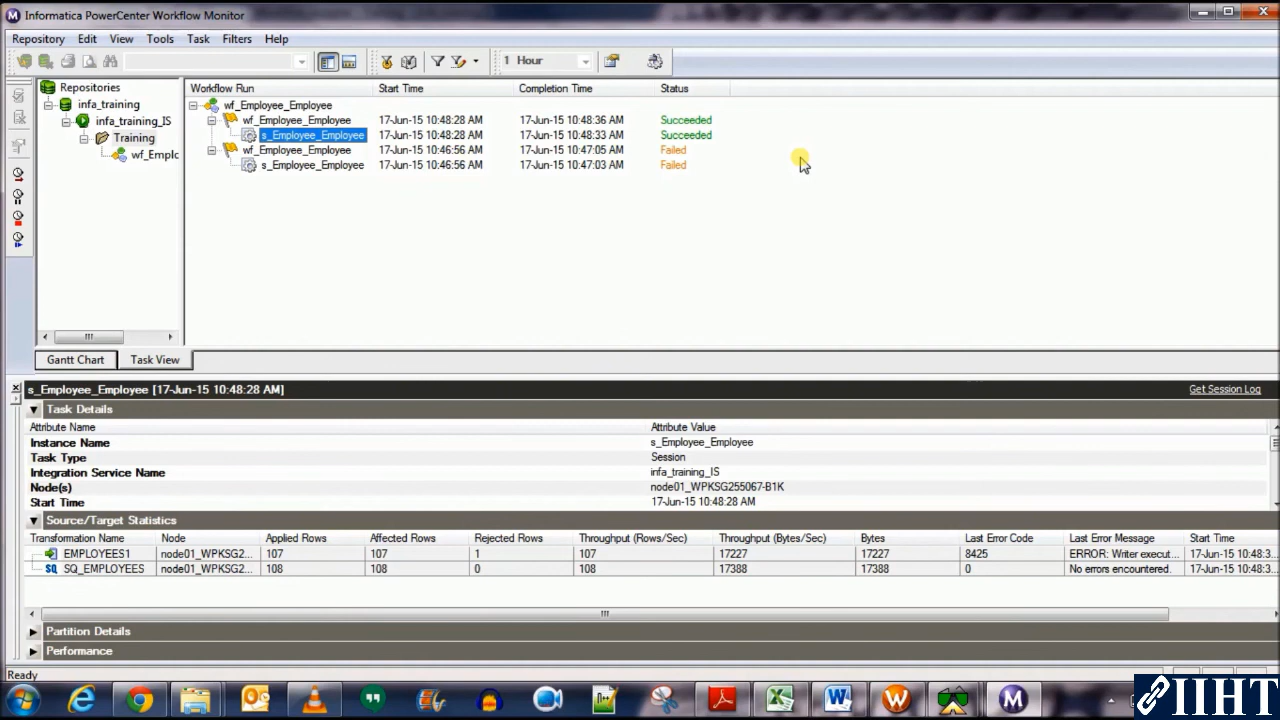 Informatica PowerCenter Workflow Monitor
Repository Edit View Tools Task Filters Help
1 Hour
Repositories
infa_training
infa_training_IS
Training
wf_Emplc
Workflow Run Start Time Completion Time Status
wf_Employee_Employee
wf_Employee_Employee 17-Jun-15 10:48:28 AM 17-Jun-15 10:48:36 AM Succeeded
s_Employee_Employee 17-Jun-15 10:48:28 AM 17-Jun-15 10:48:33 AM Succeeded
wf_Employee_Employee 17-Jun-15 10:46:56 AM 17-Jun-15 10:47:05 AM Failed
s_Employee_Employee 17-Jun-15 10:46:56 AM 17-Jun-15 10:47:03 AM Failed
Gantt Chart Task View
s_Employee_Employee [17-Jun-15 10:48:28 AM] Get Session Log
Task Details
Attribute Name Attribute Value
Instance Name s_Employee_Employee
Task Type Session
Integration Service Name infa_training_IS
Node(s) node01_WPKSG255067-B1K
Start Time 17-Jun-15 10:48:28 AM
Source/Target Statistics
Transformation Name Node Applied Rows Affected Rows Rejected Rows Throughput (Rows/Sec) Throughput (Bytes/Sec) Bytes Last Error Code Last Error Message Start Time
EMPLOYEES1 node01_WPKSG2... 107 107 1 107 17227 17227 8425 ERROR: Writer execut... 17-Jun-15 10:48:3...
SQ_EMPLOYEES node01_WPKSG2... 108 108 0 108 17388 17388 0 No errors encountered. 17-Jun-15 10:48:3...
Partition Details
Performance
Ready
IIHT